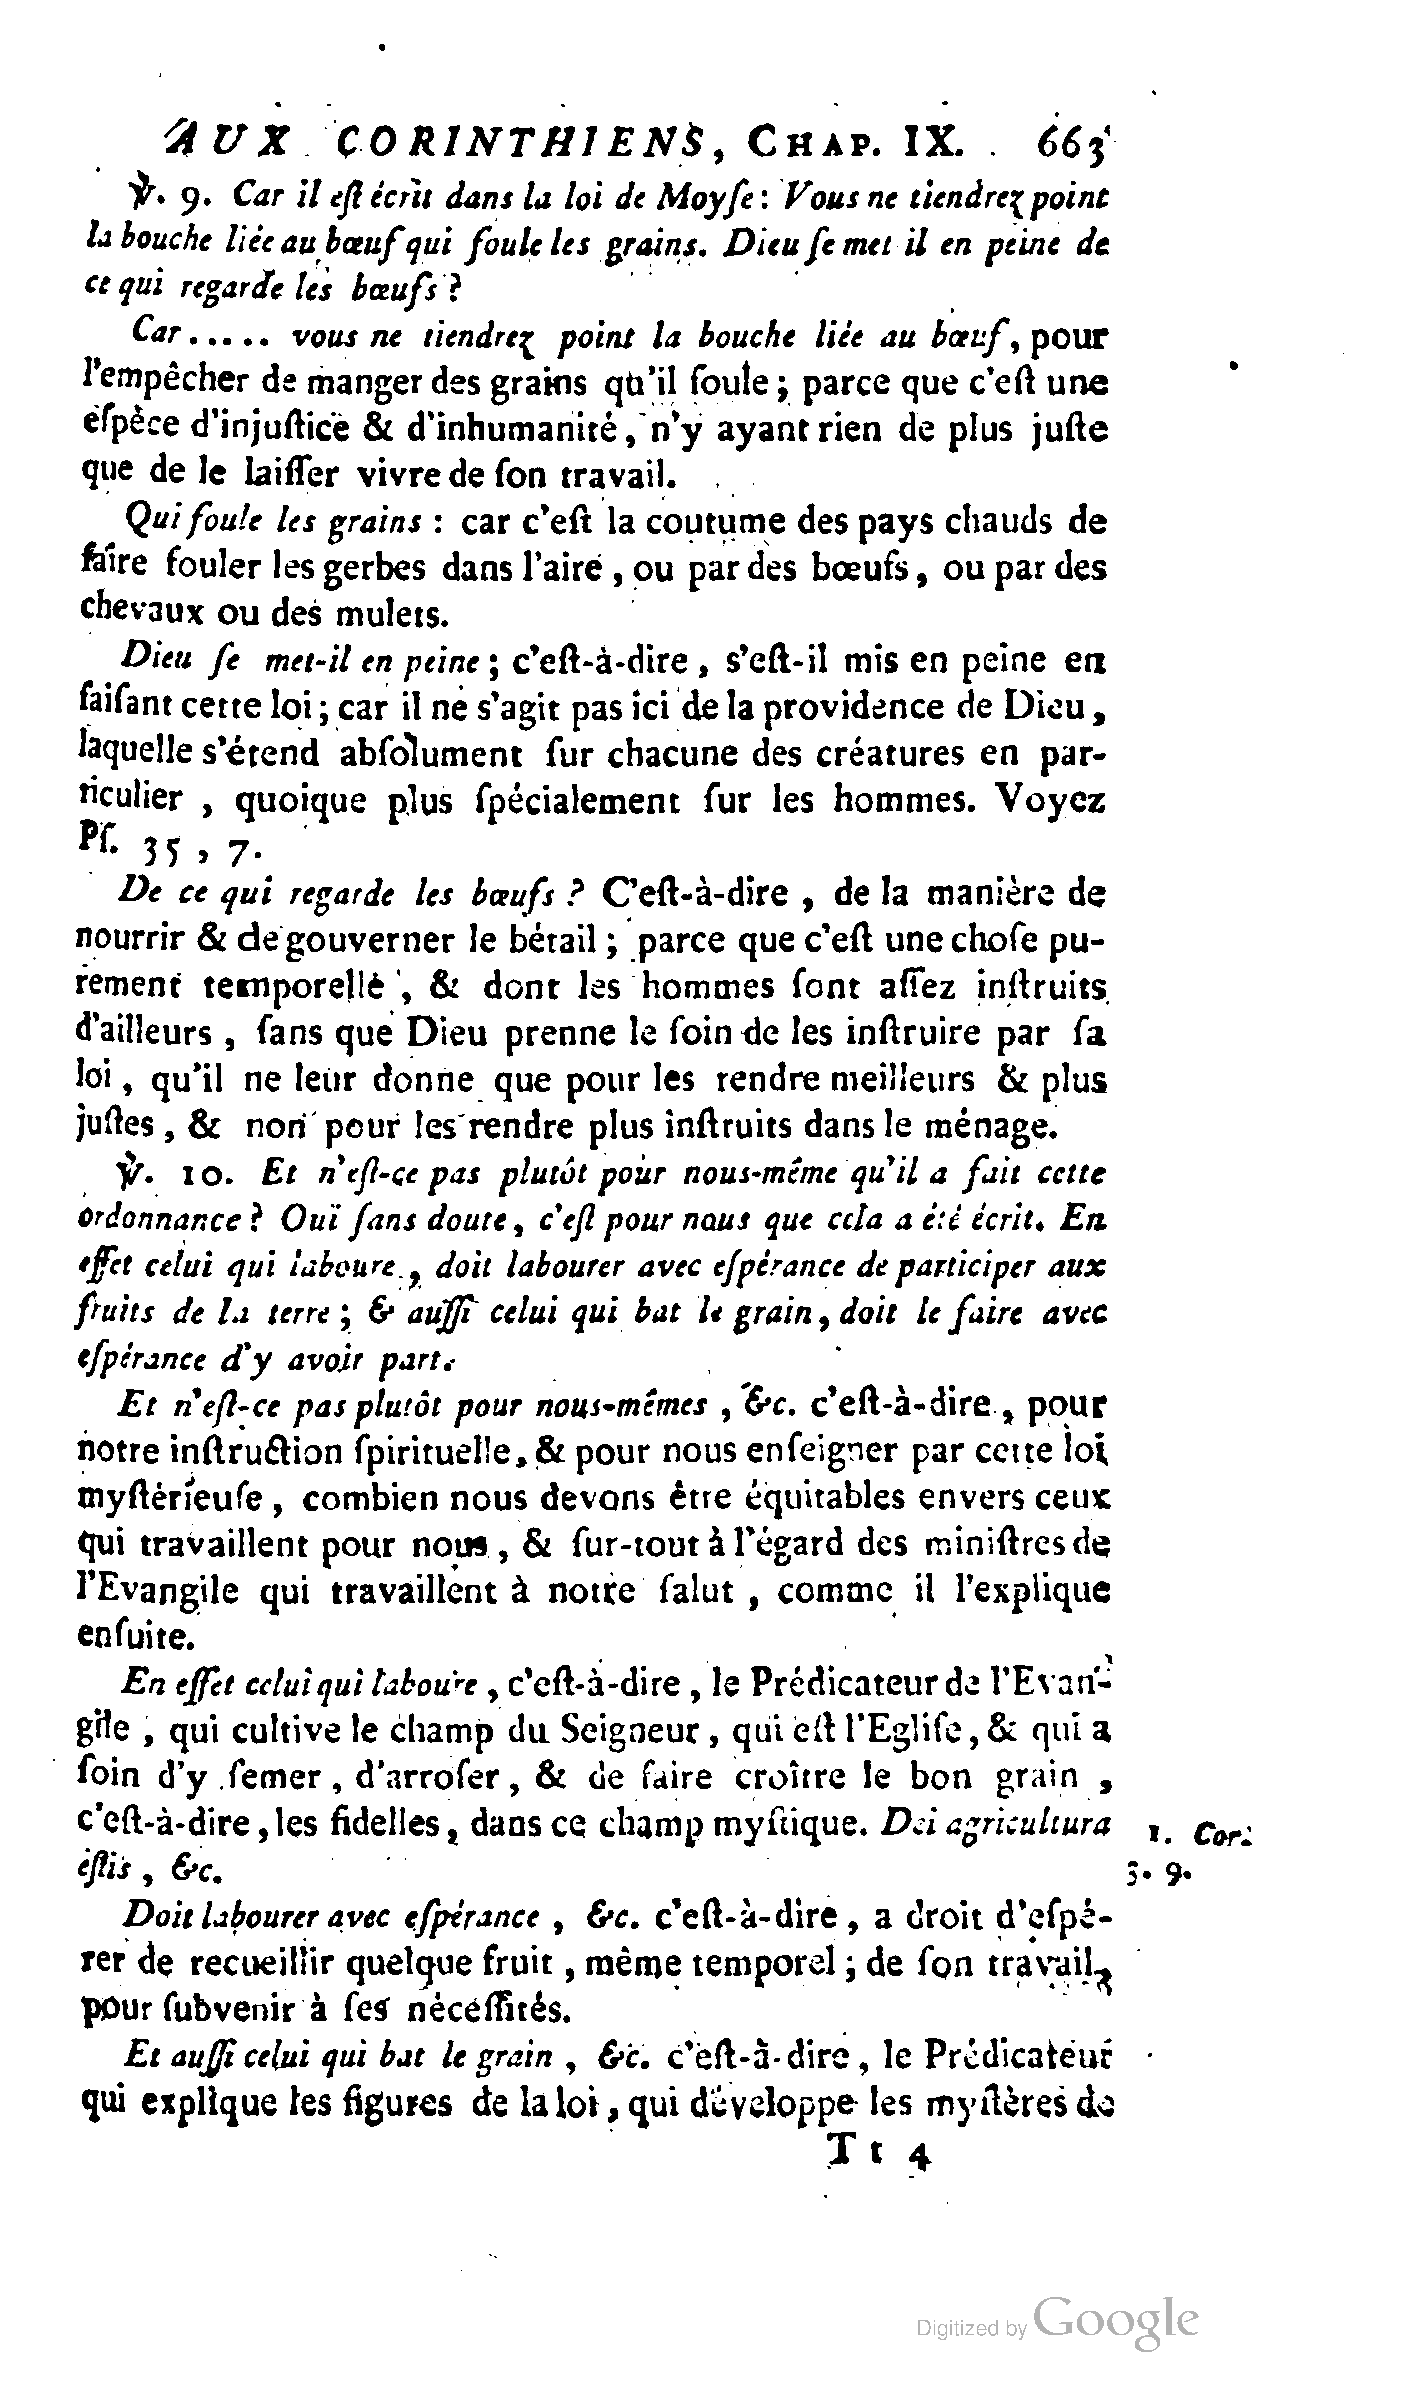 AUX CORINTHIENS, CHAP. IX. 663
℣. 9. Car il eſt écrit dans la loi de Moyſe : Vous ne tiendrez point
la bouche liée au bœuf qui foule les grains. Dieu ſe met il en peine de
ce qui regarde les bœufs ?
Car..... vous ne tiendrez point la bouche liée au bœuf, pour
l'empêcher de manger des grains qu'il foule ; parce que c'eſt une
eſpèce d'injuſtice & d'inhumanité, n'y ayant rien de plus juſte
que de le laiſſer vivre de ſon travail.
Qui foule les grains : car c'eſt la coutume des pays chauds de
faire fouler les gerbes dans l'aire, ou par des bœufs, ou par des
chevaux ou des mulets.
Dieu ſe met-il en peine ; c'eſt-à-dire, s'eſt-il mis en peine en
faiſant cette loi ; car il ne s'agit pas ici de la providence de Dieu,
laquelle s'étend abſolument ſur chacune des créatures en par-
ticulier, quoique plus ſpécialement ſur les hommes. Voyez
Pſ. 35, 7.
De ce qui regarde les bœufs ? C'eſt-à-dire, de la manière de
nourrir & de gouverner le bétail ; parce que c'eſt une choſe pu-
rement temporelle, & dont les hommes ſont aſſez inſtruits
d'ailleurs, ſans que Dieu prenne le ſoin de les inſtruire par ſa
loi, qu'il ne leur donne que pour les rendre meilleurs & plus
juſtes, & non pour les rendre plus inſtruits dans le ménage.
℣. 10. Et n'eſt-ce pas plutôt pour nous-même qu'il a fait cette
ordonnance ? Ouï ſans doute, c'eſt pour nous que cela a été écrit. En
effet celui qui laboure, doit labourer avec eſpérance de participer aux
fruits de la terre ; & auſſi celui qui bat le grain, doit le faire avec
eſpérance d'y avoir part.
Et n'eſt-ce pas plutôt pour nous-mêmes, &c. c'eſt-à-dire, pour
notre inſtruction ſpirituelle, & pour nous enſeigner par cette loi
myſtérieuſe, combien nous devons être équitables envers ceux
qui travaillent pour nous, & ſur-tout à l'égard des miniſtres de
l'Evangile qui travaillent à notre ſalut, comme il l'explique
enſuite.
En effet celui qui laboure, c'eſt-à-dire, le Prédicateur de l'Evan-
gile, qui cultive le champ du Seigneur, qui eſt l'Egliſe, & qui a
ſoin d'y ſemer, d'arroſer, & de faire croître le bon grain,
c'eſt-à-dire, les fidelles, dans ce champ myſtique. Dei agricultura 1. Cor.
eſtis, &c. 3. 9.
Doit labourer avec eſpérance, &c. c'eſt-à-dire, a droit d'eſpé-
rer de recueillir quelque fruit, même temporel ; de ſon travail,
pour ſubvenir à ſes néceſſités.
Et auſſi celui qui bat le grain, &c. c'eſt-à-dire, le Prédicateur
qui explique les figures de la loi, qui développe les myſtères de
T t 4
Digitized by Google